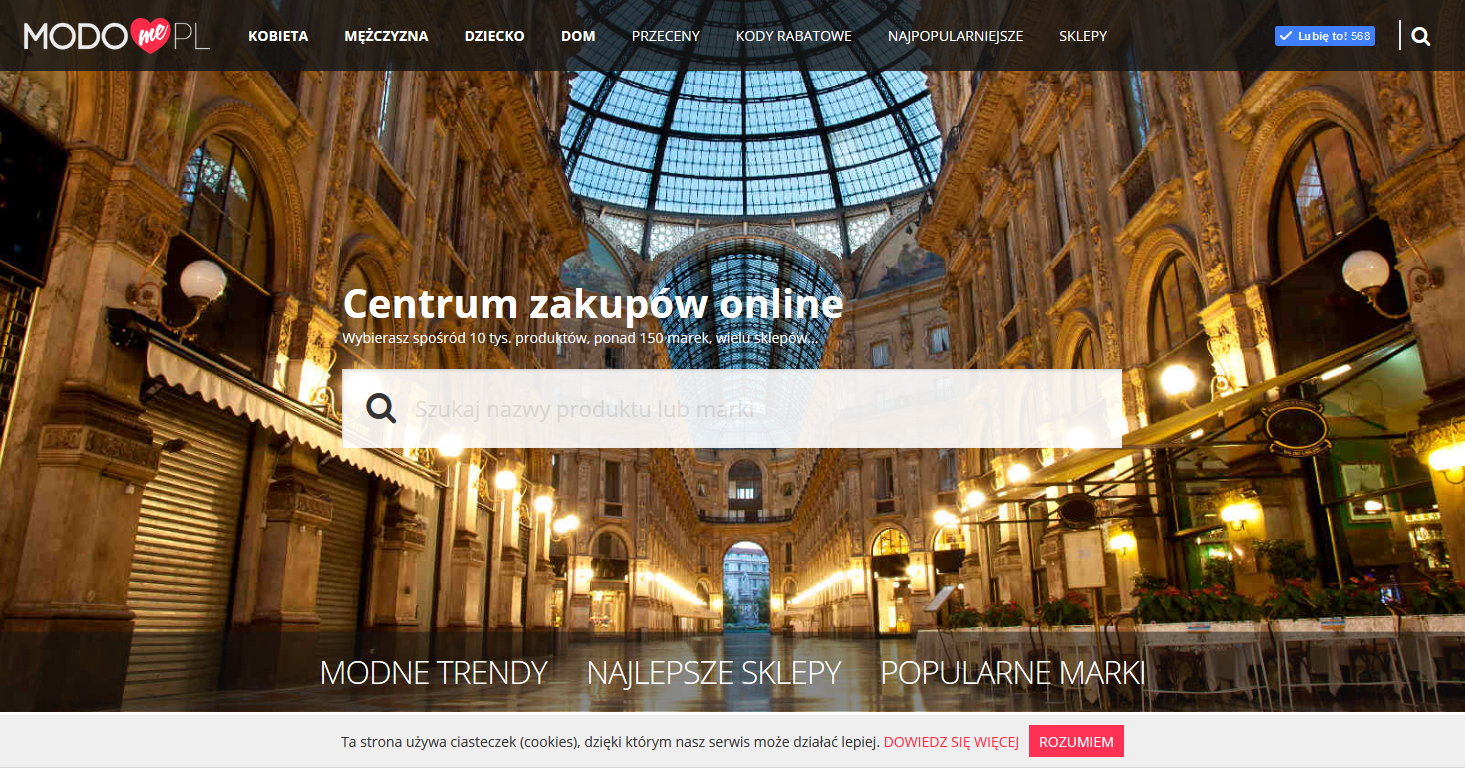 MODO me PL
KOBIETA MĘŻCZYZNA DZIECKO DOM PRZECENY KODY RABATOWE NAJPOPULARNIEJSZE SKLEPY
Lubię to! 568
Centrum zakupów online
Wybierasz spośród 10 tys. produktów, ponad 150 marek, wielu sklepów...
Szukaj nazwy produktu lub marki
MODNE TRENDY NAJLEPSZE SKLEPY POPULARNE MARKI
Ta strona używa ciasteczek (cookies), dzięki którym nasz serwis może działać lepiej. DOWIEDZ SIĘ WIĘCEJ ROZUMIEM